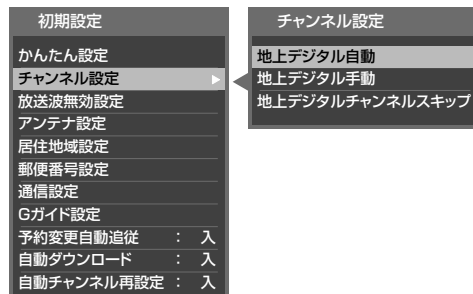 初期設定
かんたん設定
チャンネル設定
放送波無効設定
アンテナ設定
居住地域設定
郵便番号設定
通信設定
Gガイド設定
予約変更自動追従 : 入
自動ダウンロード : 入
自動チャンネル再設定 : 入
チャンネル設定
地上デジタル自動
地上デジタル手動
地上デジタルチャンネルスキップ